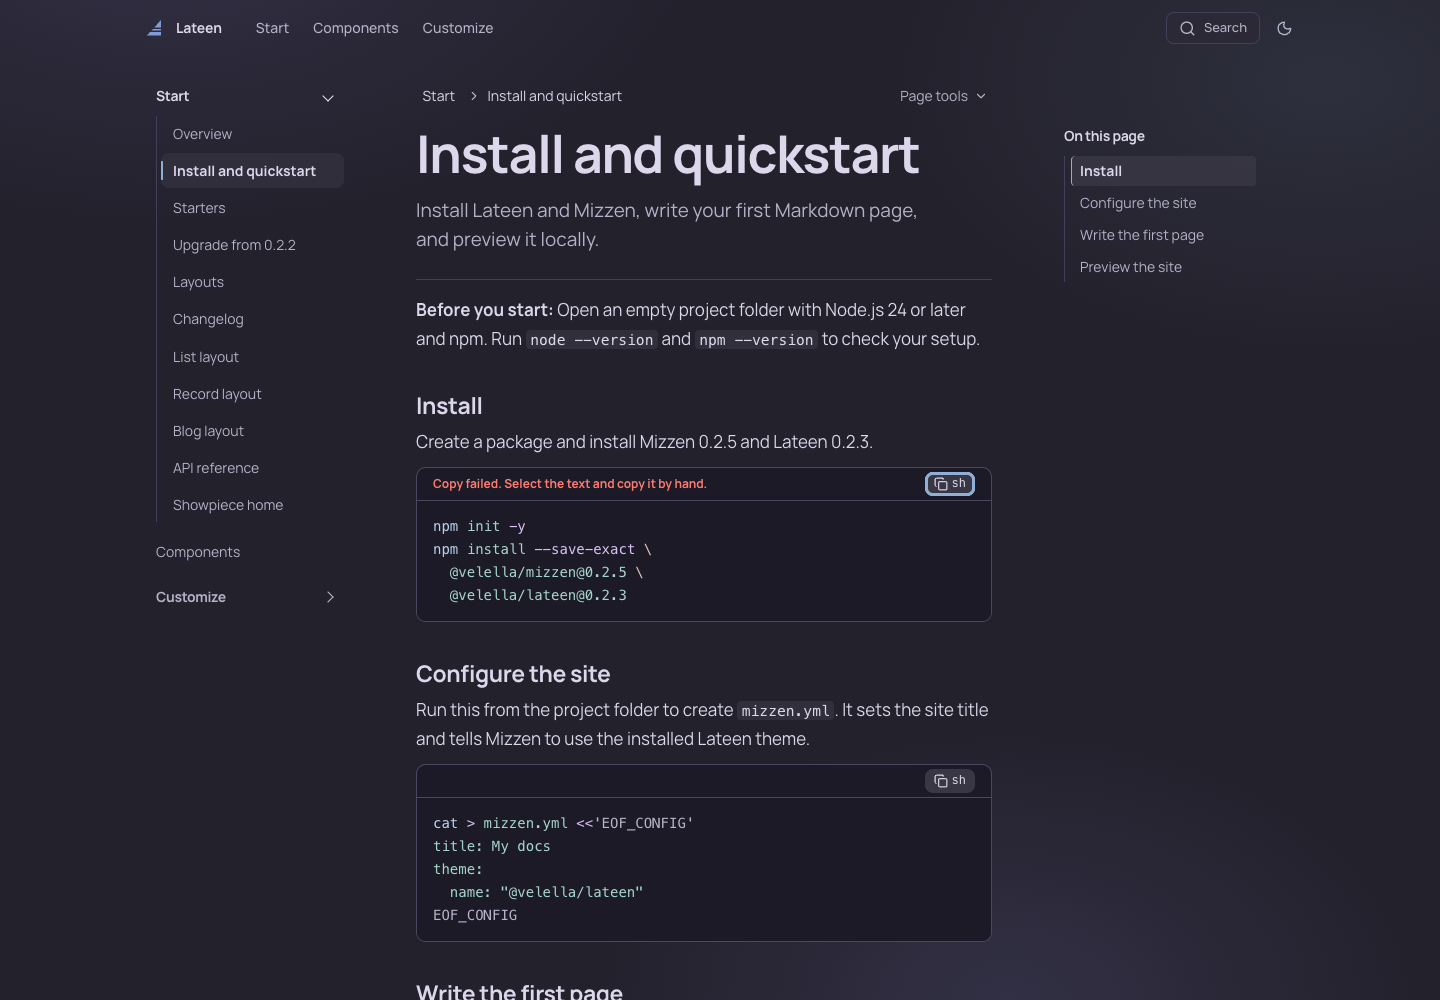 Lateen
Start
Components
Customize
Search
Start
Overview
Install and quickstart
Starters
Upgrade from 0.2.2
Layouts
Changelog
List layout
Record layout
Blog layout
API reference
Showpiece home
Components
Customize
Start > Install and quickstart
Page tools
Install and quickstart
Install Lateen and Mizzen, write your first Markdown page,
and preview it locally.
Before you start: Open an empty project folder with Node.js 24 or later
and npm. Run node --version and npm --version to check your setup.
Install
Create a package and install Mizzen 0.2.5 and Lateen 0.2.3.
Copy failed. Select the text and copy it by hand.
sh
npm init -y
npm install --save-exact \
  @velella/mizzen@0.2.5 \
  @velella/lateen@0.2.3
Configure the site
Run this from the project folder to create mizzen.yml. It sets the site title
and tells Mizzen to use the installed Lateen theme.
sh
cat > mizzen.yml <<'EOF_CONFIG'
title: My docs
theme:
  name: "@velella/lateen"
EOF_CONFIG
Write the first page
On this page
Install
Configure the site
Write the first page
Preview the site